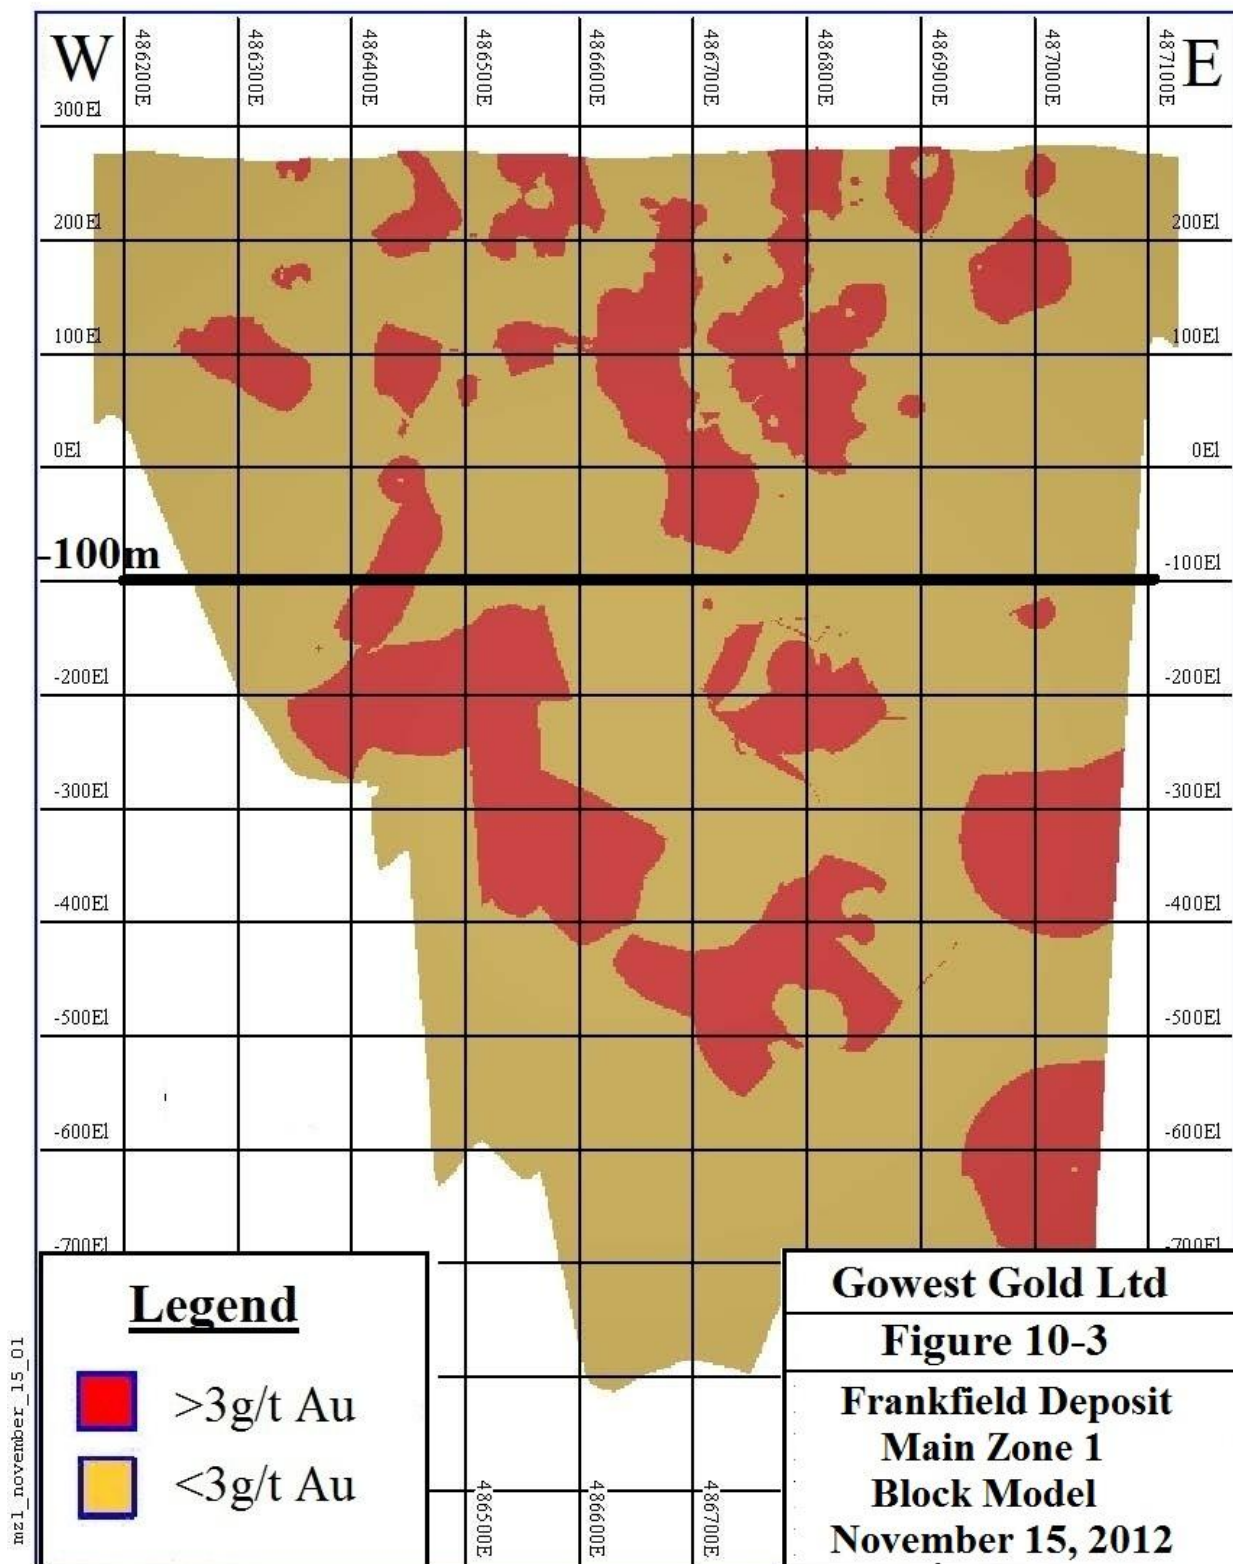 W
486200E
486300E
486400E
486500E
486600E
486700E
486800E
486900E
487000E
487100E
E
300El
200El
200El
100El
100El
0El
0El
-100m
-100El
-200El
-200El
-300El
-300El
-400El
-400El
-500El
-500El
-600El
-600El
-700El
-700El
Legend
>3g/t Au
<3g/t Au
486500E
486600E
486700E
Gowest Gold Ltd
Figure 10-3
Frankfield Deposit
Main Zone 1
Block Model
November 15, 2012
mz1_november_15_01